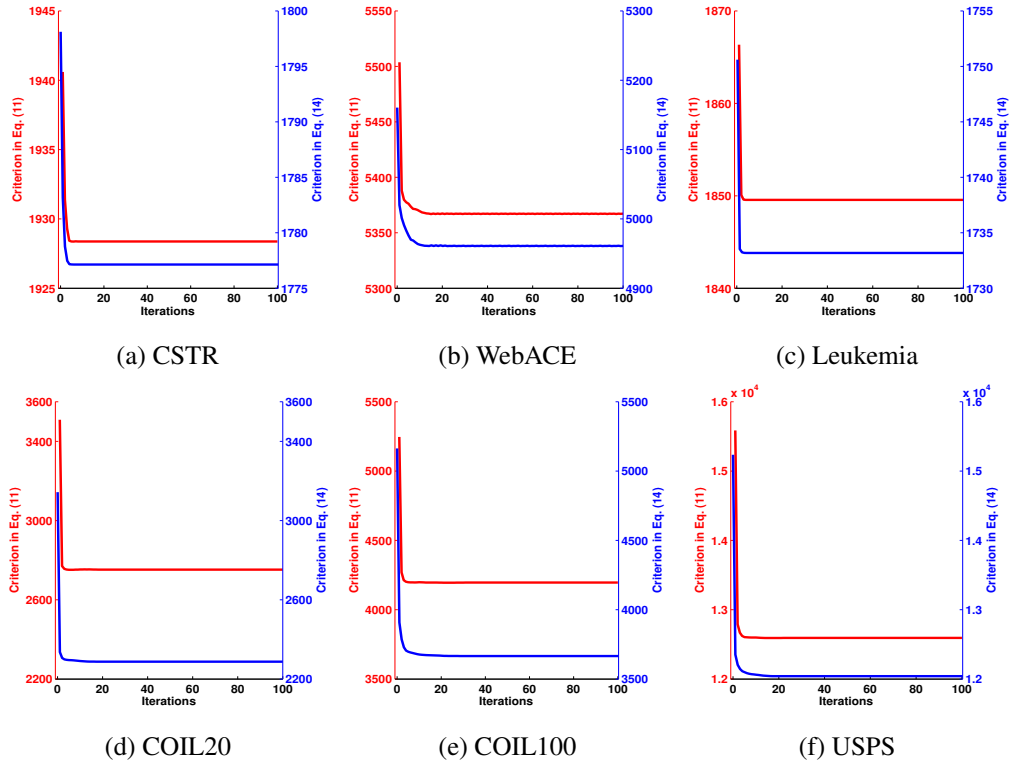 1945
1940
1935
1930
1925
Criterion in Eq. (11)
1800
1795
1790
1785
1780
1775
Criterion in Eq. (14)
0 20 40 60 80 100
Iterations
(a) CSTR
5550
5500
5450
5400
5350
5300
Criterion in Eq. (11)
5300
5200
5100
5000
4900
Criterion in Eq. (14)
0 20 40 60 80 100
Iterations
(b) WebACE
1870
1860
1850
1840
Criterion in Eq. (11)
1755
1750
1745
1740
1735
1730
Criterion in Eq. (14)
0 20 40 60 80 100
Iterations
(c) Leukemia
3600
3400
3000
2600
2200
Criterion in Eq. (11)
3600
3400
3000
2600
2200
Criterion in Eq. (14)
0 20 40 60 80 100
Iterations
(d) COIL20
5500
5000
4500
4000
3500
Criterion in Eq. (11)
5500
5000
4500
4000
3500
Criterion in Eq. (14)
0 20 40 60 80 100
Iterations
(e) COIL100
x 10⁴
1.6
1.5
1.4
1.3
1.2
Criterion in Eq. (11)
x 10⁴
1.6
1.5
1.4
1.3
1.2
Criterion in Eq. (14)
0 20 40 60 80 100
Iterations
(f) USPS